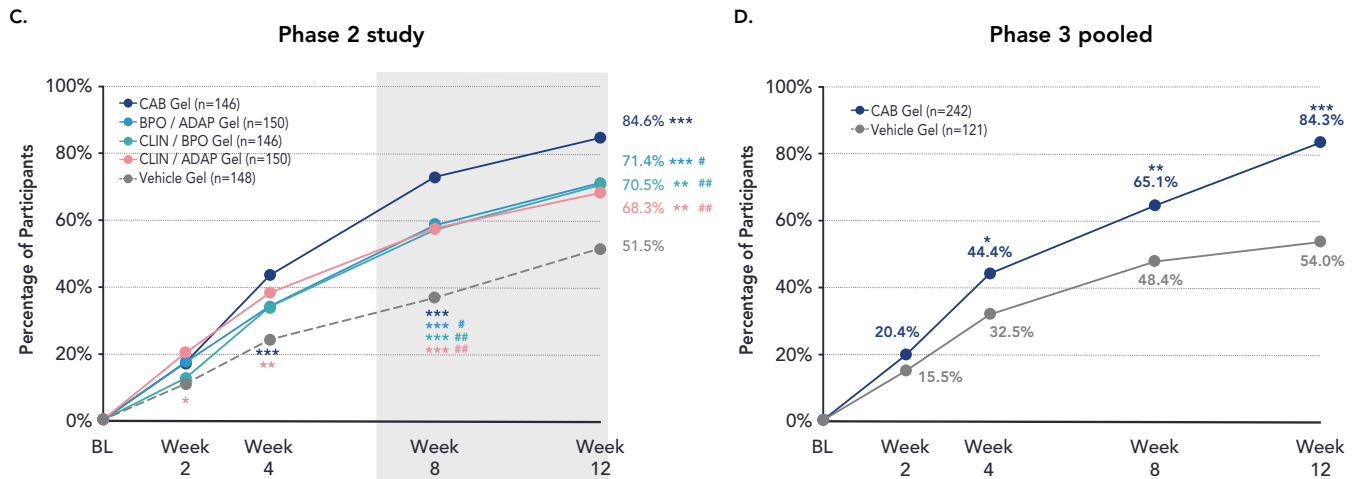 C.
Phase 2 study
Percentage of Participants
100%
80%
60%
40%
20%
0%
CAB Gel (n=146)
BPO / ADAP Gel (n=150)
CLIN / BPO Gel (n=146)
CLIN / ADAP Gel (n=150)
Vehicle Gel (n=148)
84.6% ***
71.4% *** #
70.5% ** ##
68.3% ** ##
51.5%
***
*** #
*** ##
*** ##
***
**
*
BL
Week
2
Week
4
Week
8
Week
12
D.
Phase 3 pooled
Percentage of Participants
100%
80%
60%
40%
20%
0%
CAB Gel (n=242)
Vehicle Gel (n=121)
***
84.3%
**
65.1%
*
44.4%
20.4%
15.5%
32.5%
48.4%
54.0%
BL
Week
2
Week
4
Week
8
Week
12